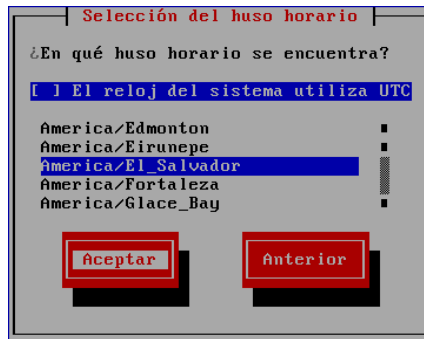 Selección del huso horario
¿En qué huso horario se encuentra?
[ ] El reloj del sistema utiliza UTC
America/Edmonton
America/Eirunepe
America/El_Salvador
America/Fortaleza
America/Glace_Bay
Aceptar
Anterior